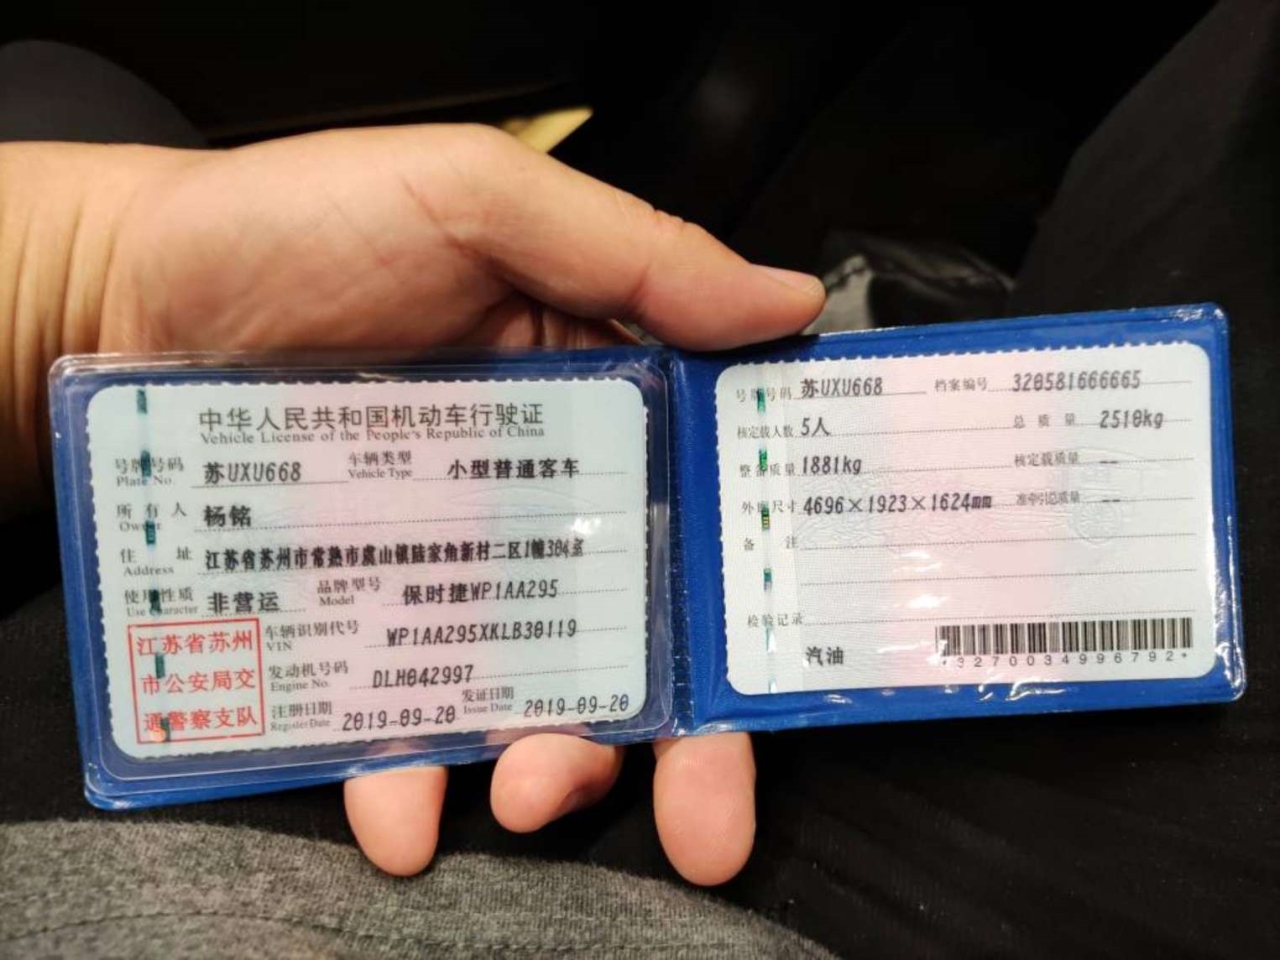 中华人民共和国机动车行驶证
Vehicle License of the People's Republic of China
号牌号码 苏UXU668 车辆类型 小型普通客车
Plate No. Vehicle Type
所有人 杨铭
Owner
住址 江苏省苏州市常熟市虞山镇陆家角新村二区1幢304室
Address
使用性质 非营运 品牌型号 保时捷WP1AA295
Use Character Model
江苏省苏州
市公安局交
通警察支队
车辆识别代号 WP1AA295XKLB30119
VIN
发动机号码 DLH042997
Engine No.
注册日期 2019-09-20 发证日期 2019-09-20
Register Date Issue Date
号牌号码 苏UXU668 档案编号 320581666665
核定载人数 5人 总质量 2510kg
整备质量 1881kg 核定载质量 --
外廓尺寸 4696×1923×1624mm 准牵引总质量 --
备注
检验记录
汽油
*3270034996792*